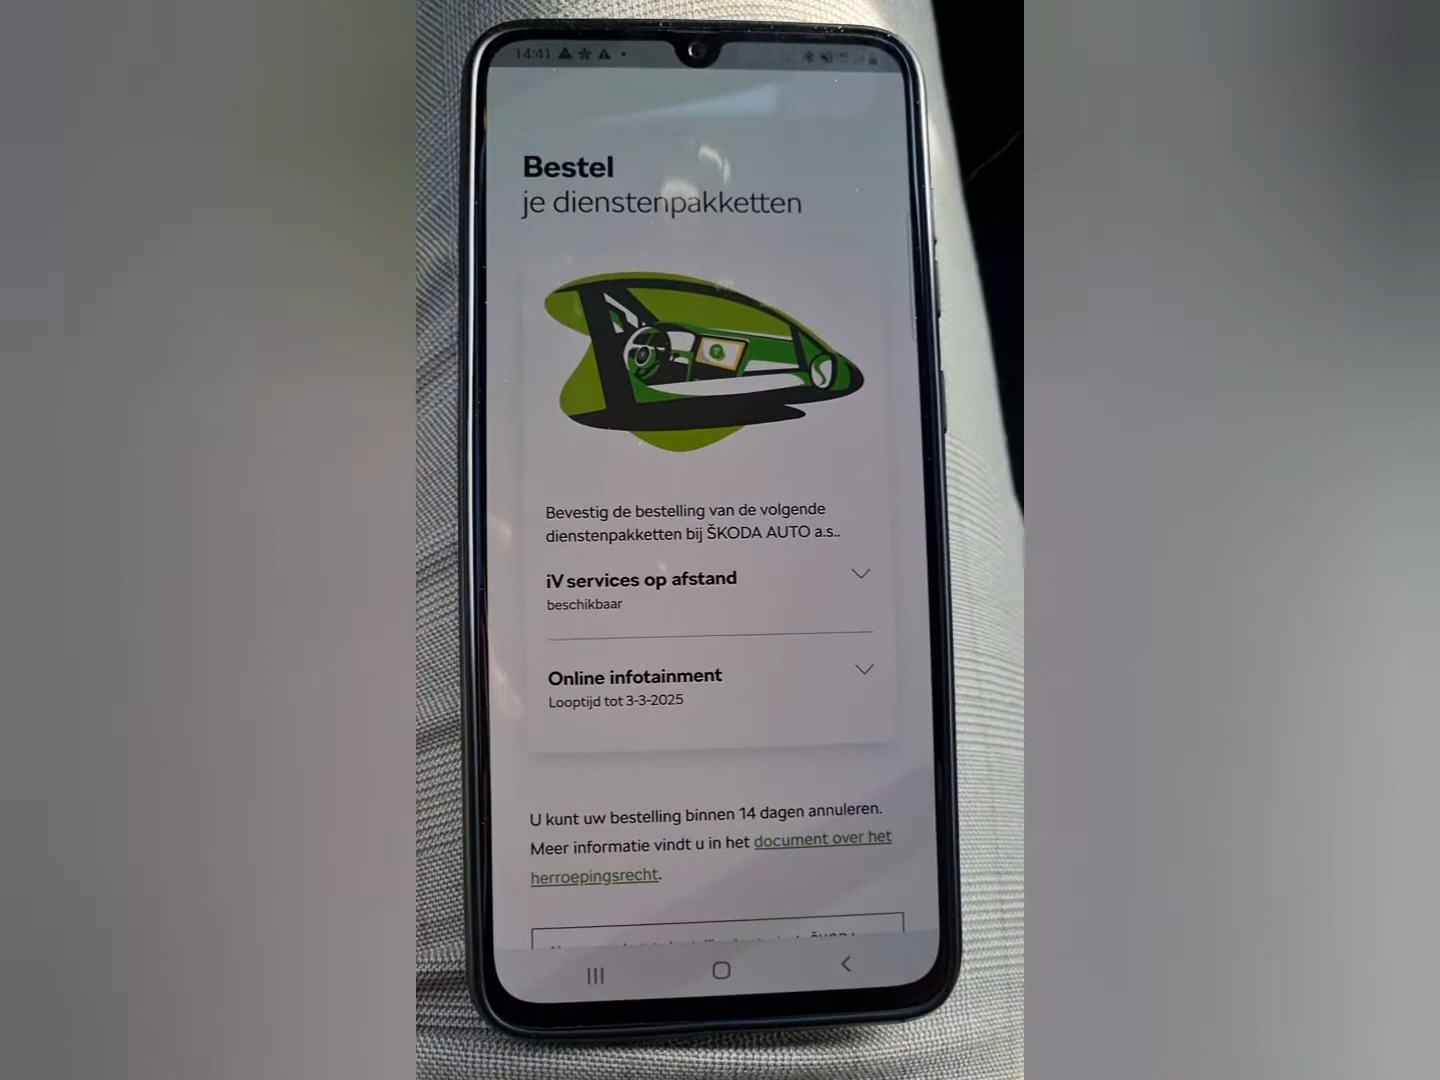 14:41
Bestel
je dienstenpakketten
Bevestig de bestelling van de volgende
dienstenpakketten bij ŠKODA AUTO a.s..
iV services op afstand
beschikbaar
Online infotainment
Looptijd tot 3-3-2025
U kunt uw bestelling binnen 14 dagen annuleren.
Meer informatie vindt u in het document over het
herroepingsrecht.